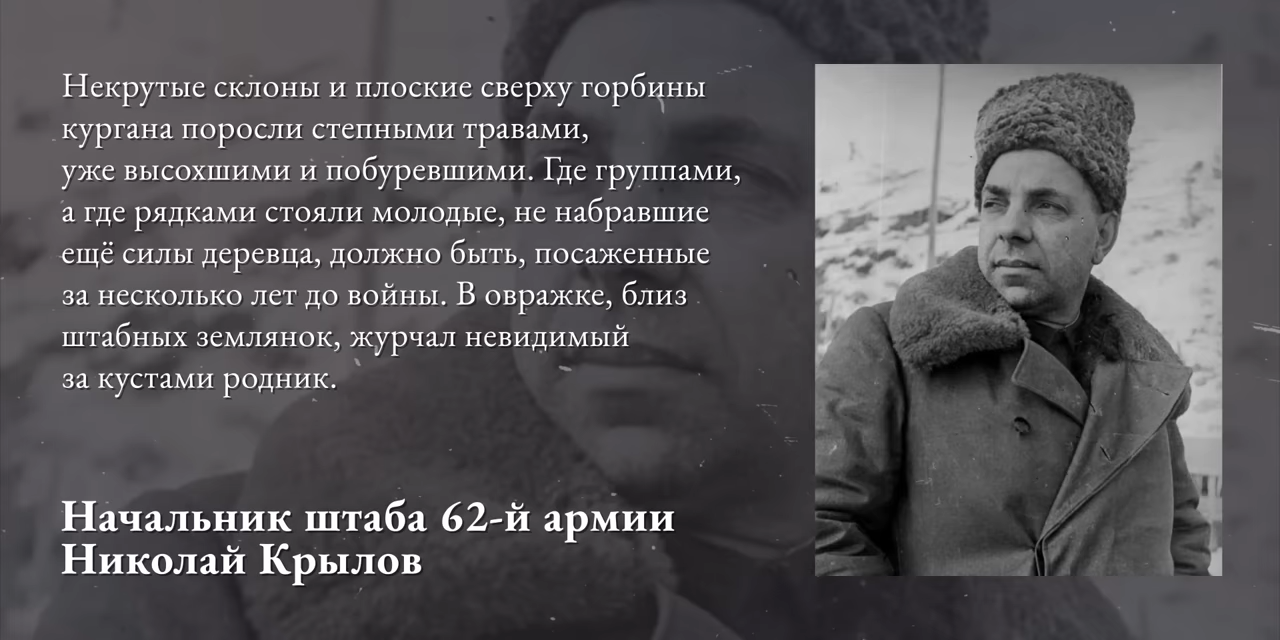 Некрутые склоны и плоские сверху горбины
кургана поросли степными травами,
уже высохшими и побуревшими. Где группами,
а где рядками стояли молодые, не набравшие
ещё силы деревца, должно быть, посаженные
за несколько лет до войны. В овражке, близ
штабных землянок, журчал невидимый
за кустами родник.
Начальник штаба 62-й армии
Николай Крылов